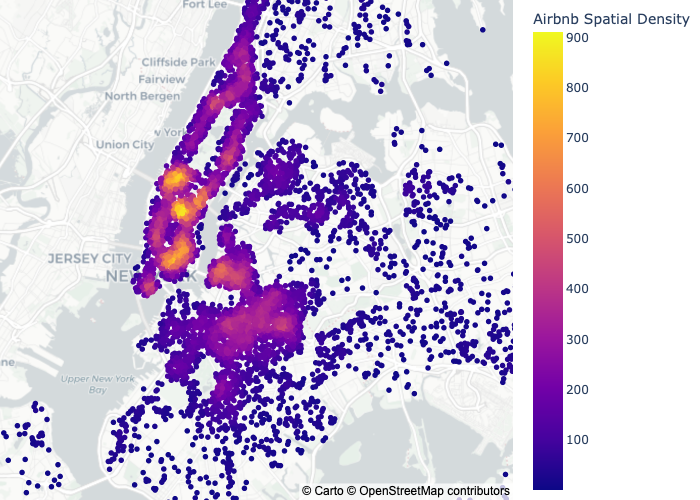 Fort Lee
Airbnb Spatial Density
900
Cliffside Park
Fairview
800
North Bergen
700
Union City
600
500
JERSEY CITY
NEW
400
300
Upper New York
Bay
200
100
© Carto © OpenStreetMap contributors